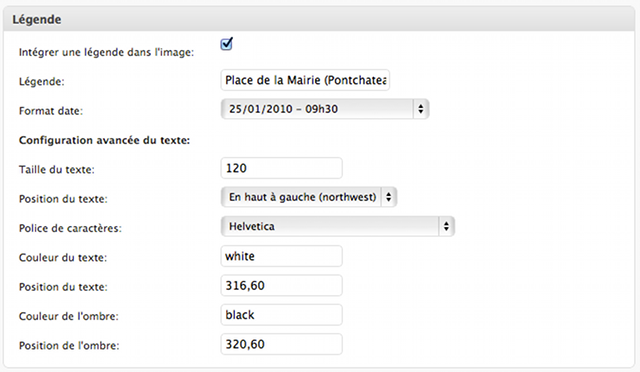 Légende
Intégrer une légende dans l'image:
Légende: Place de la Mairie (Pontchatea
Format date: 25/01/2010 - 09h30
Configuration avancée du texte:
Taille du texte: 120
Position du texte: En haut à gauche (northwest)
Police de caractères: Helvetica
Couleur du texte: white
Position du texte: 316,60
Couleur de l'ombre: black
Position de l'ombre: 320,60